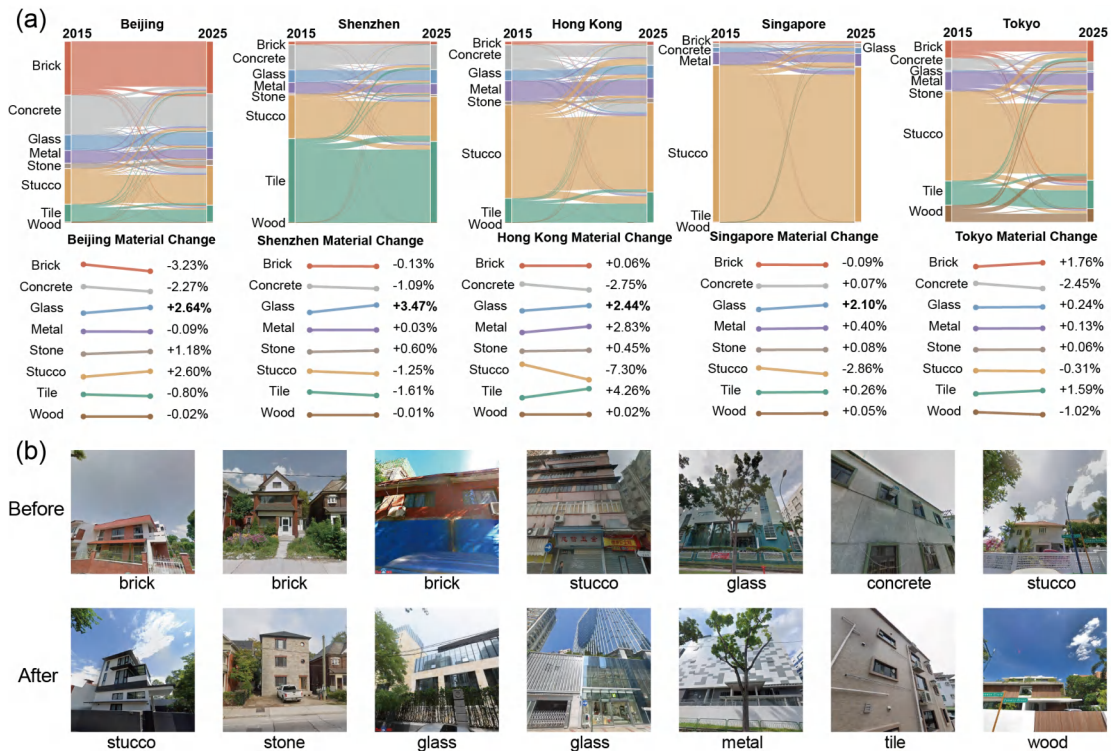 (a)
Beijing
2015 2025
Brick
Concrete
Glass
Metal
Stone
Stucco
Tile
Wood
Shenzhen
2015 2025
Brick
Concrete
Glass
Metal
Stone
Stucco
Tile
Wood
Hong Kong
2015 2025
Brick
Concrete
Glass
Metal
Stone
Stucco
Tile
Wood
Singapore
2015 2025
Brick
Concrete
Metal
Glass
Stucco
Tile
Wood
Tokyo
2015 2025
Brick
Concrete
Glass
Metal
Stone
Stucco
Tile
Wood
Beijing Material Change
Brick -3.23%
Concrete -2.27%
Glass +2.64%
Metal -0.09%
Stone +1.18%
Stucco +2.60%
Tile -0.80%
Wood -0.02%
Shenzhen Material Change
Brick -0.13%
Concrete -1.09%
Glass +3.47%
Metal +0.03%
Stone +0.60%
Stucco -1.25%
Tile -1.61%
Wood -0.01%
Hong Kong Material Change
Brick +0.06%
Concrete -2.75%
Glass +2.44%
Metal +2.83%
Stone +0.45%
Stucco -7.30%
Tile +4.26%
Wood +0.02%
Singapore Material Change
Brick -0.09%
Concrete +0.07%
Glass +2.10%
Metal +0.40%
Stone +0.08%
Stucco -2.86%
Tile +0.26%
Wood +0.05%
Tokyo Material Change
Brick +1.76%
Concrete -2.45%
Glass +0.24%
Metal +0.13%
Stone +0.06%
Stucco -0.31%
Tile +1.59%
Wood -1.02%
(b)
Before
brick brick brick stucco glass concrete stucco
After
stucco stone glass glass metal tile wood